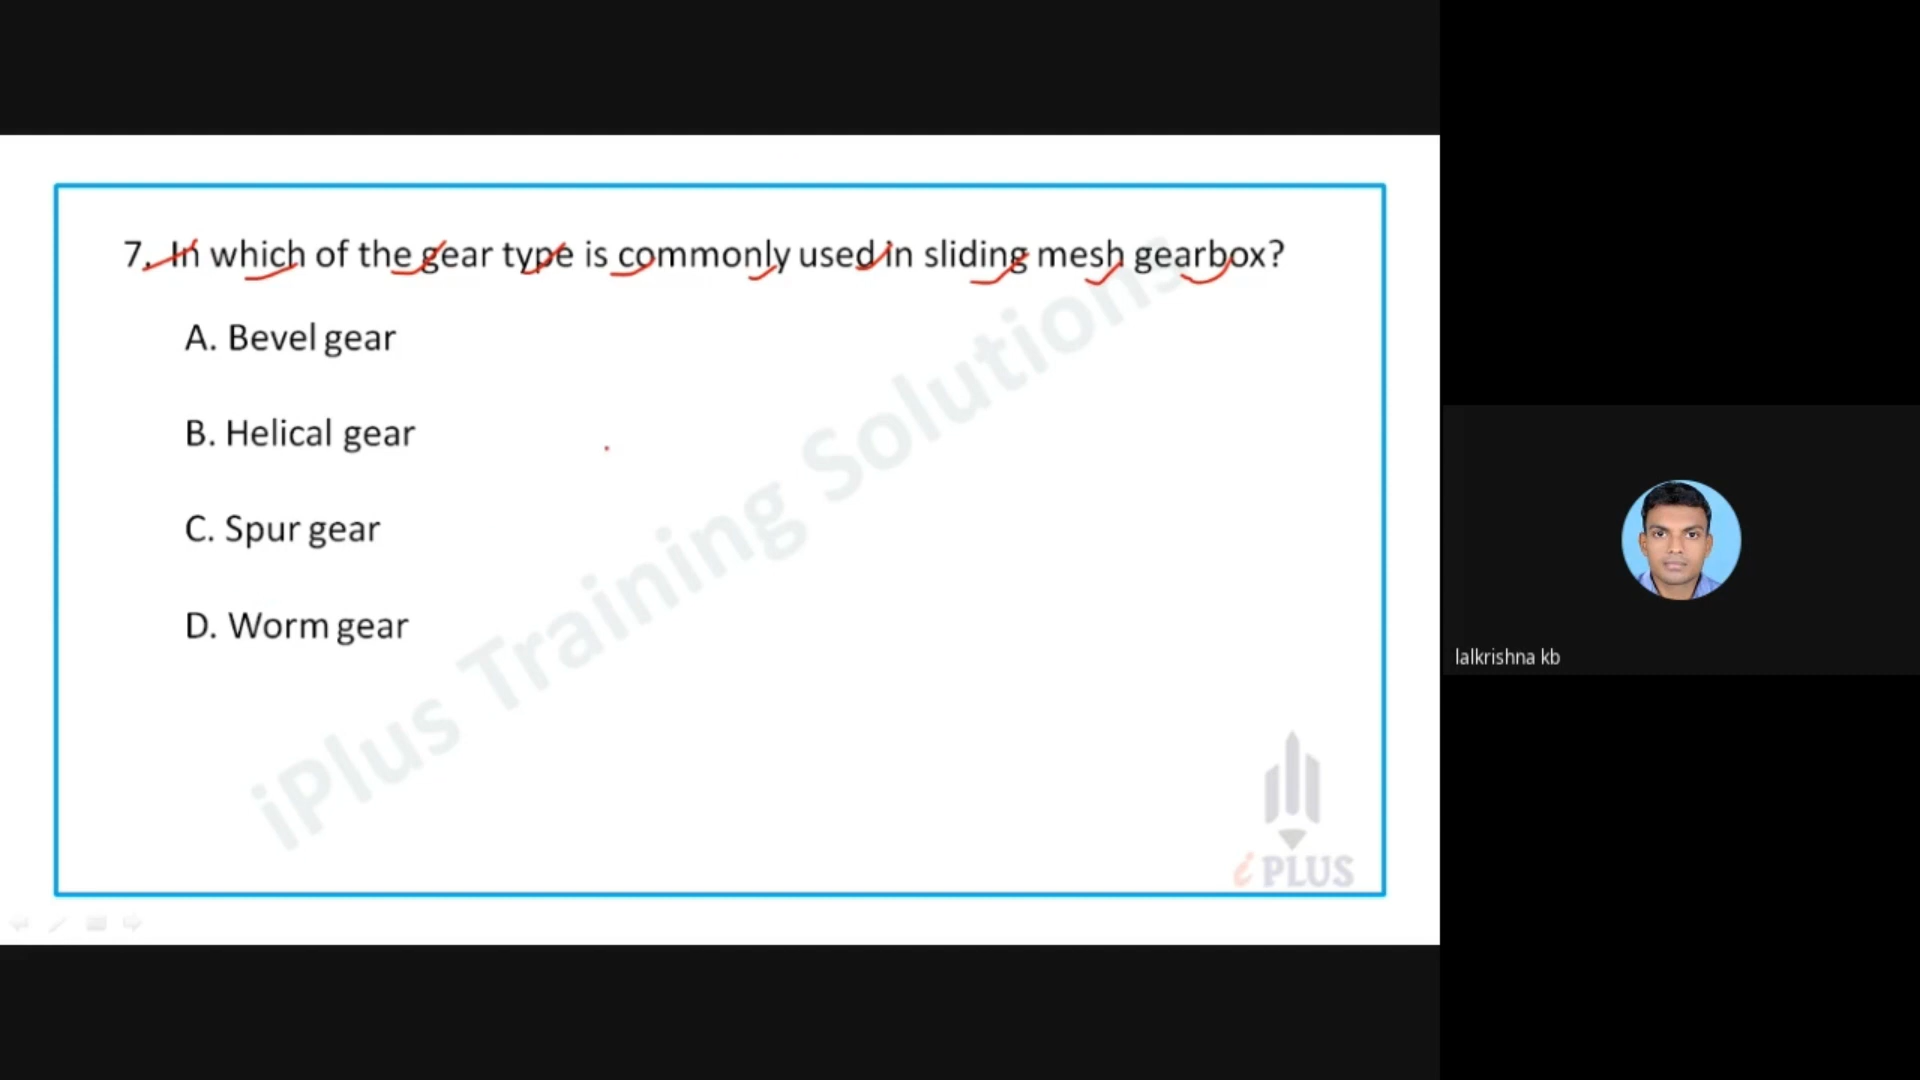 7. In which of the gear type is commonly used in sliding mesh gearbox?
A. Bevel gear
B. Helical gear
C. Spur gear
D. Worm gear
iPlus Training Solutions
i PLUS
lalkrishna kb